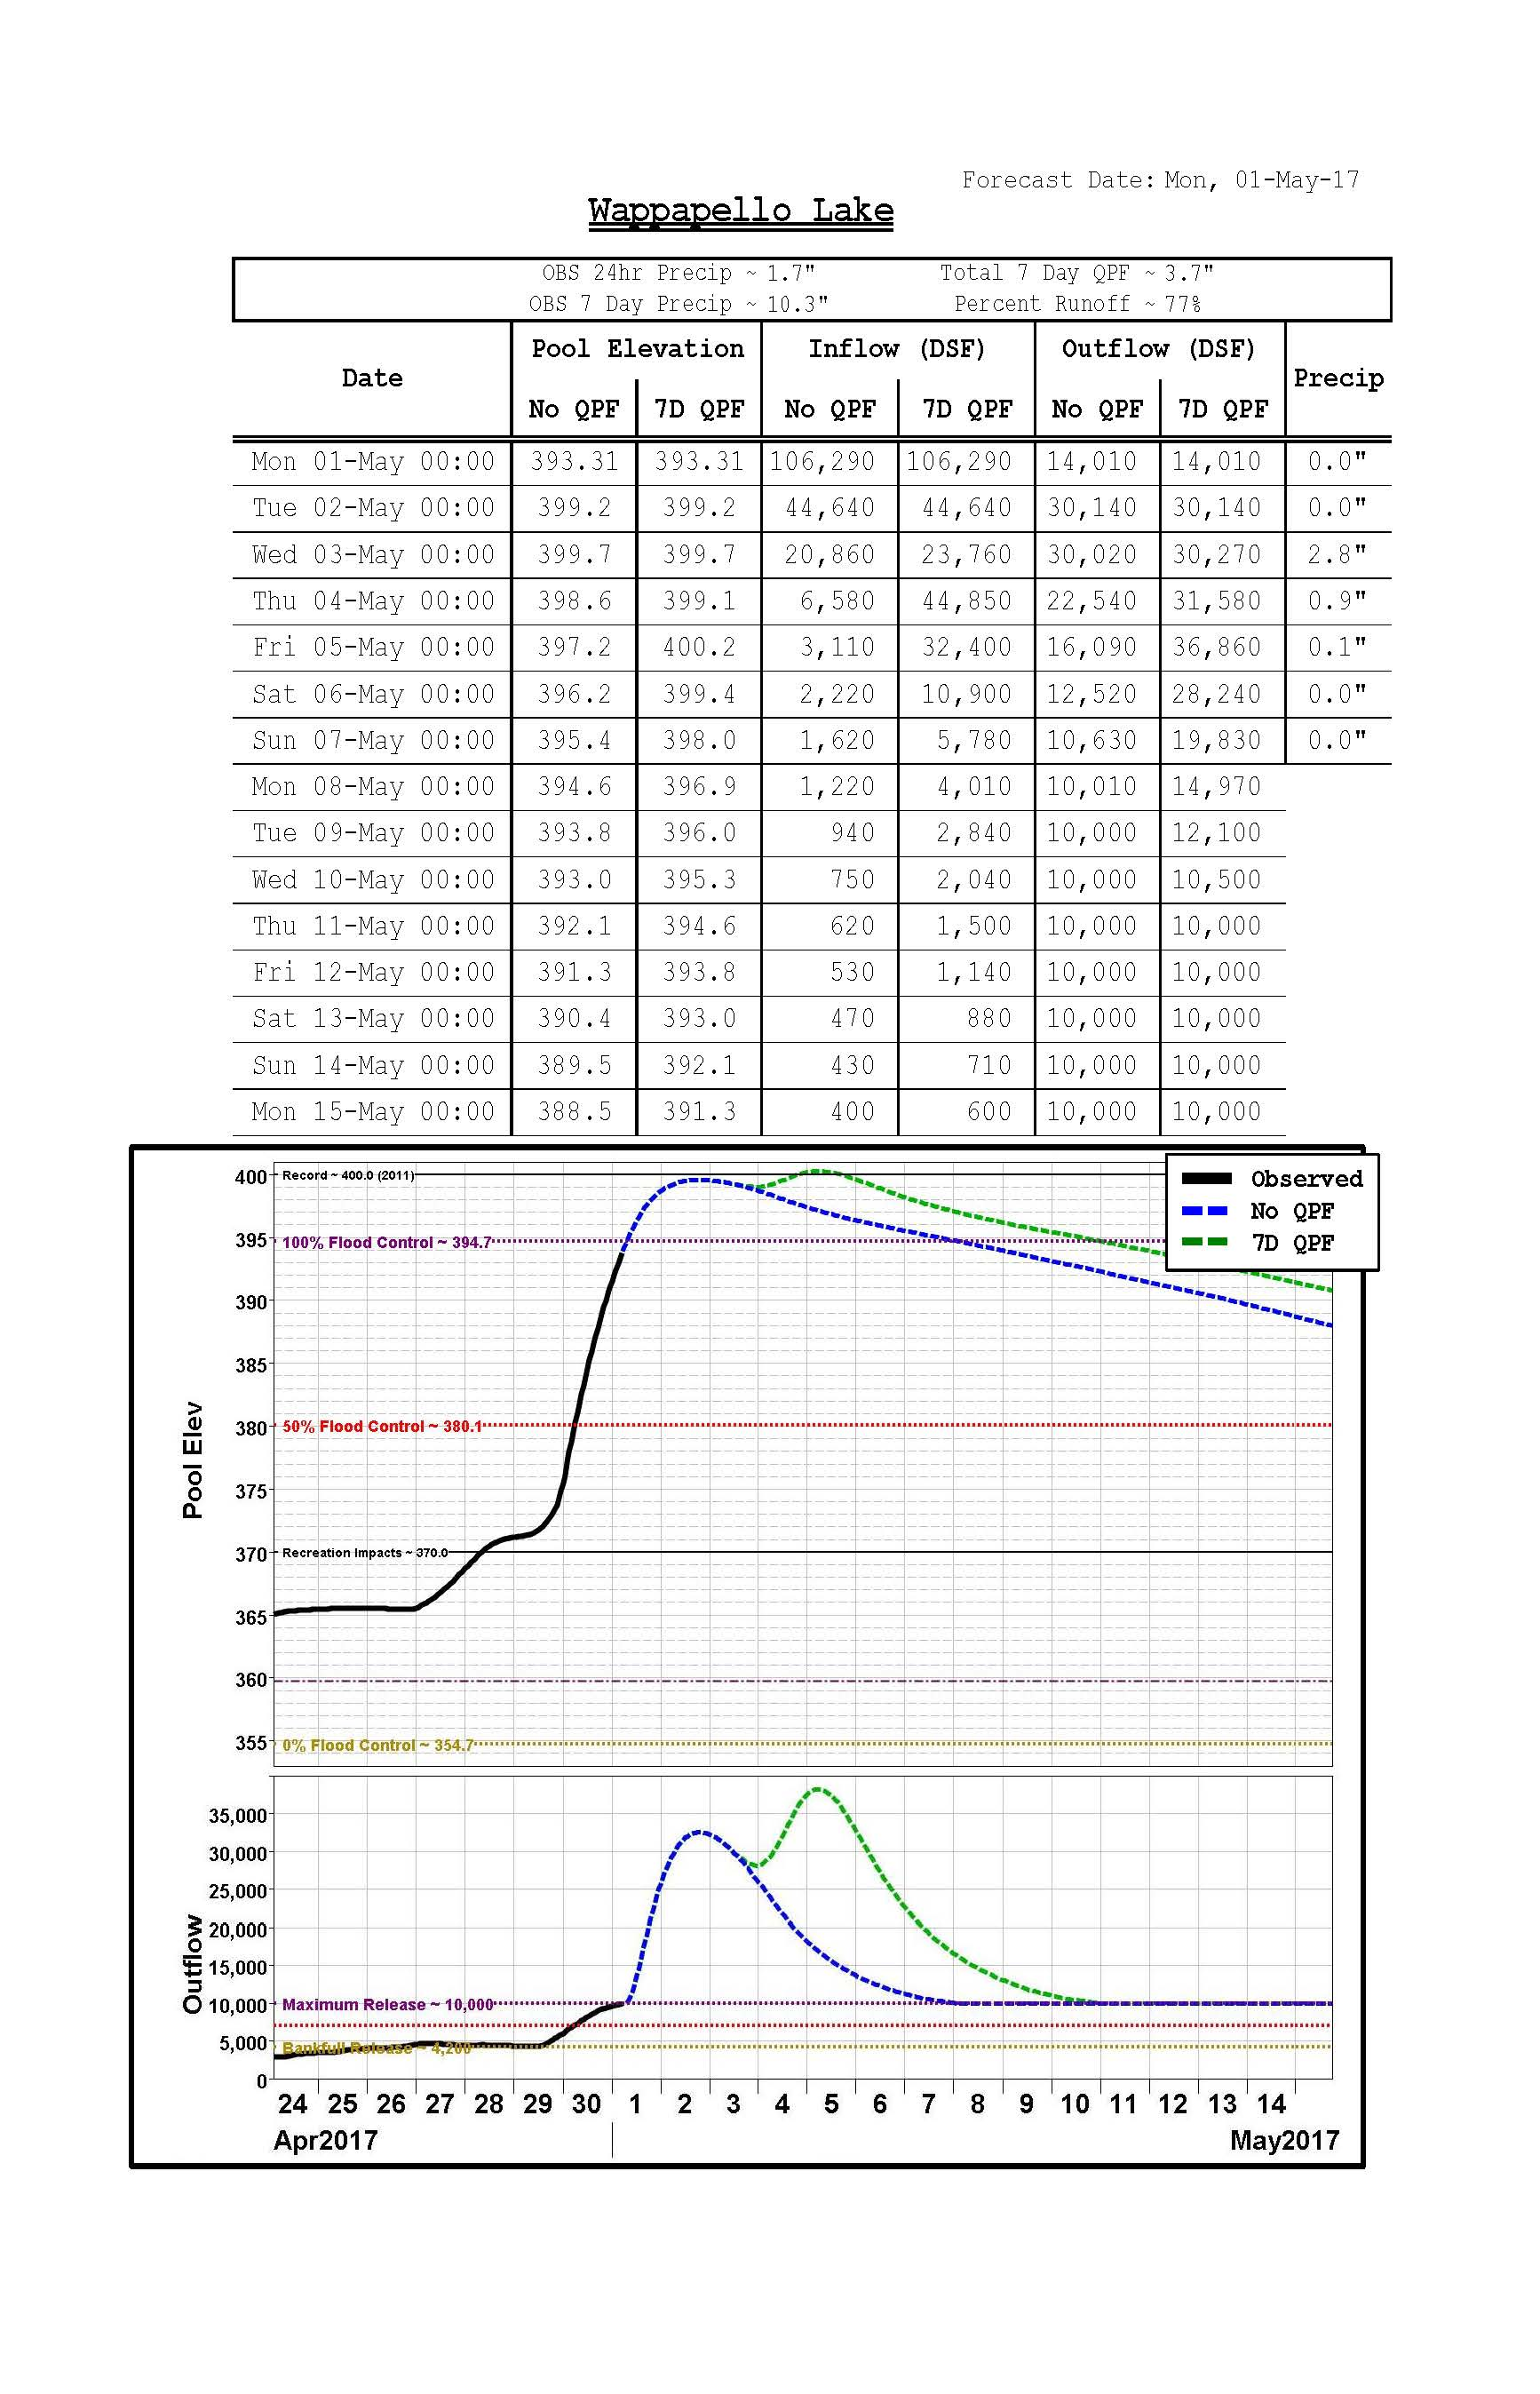 Forecast Date: Mon, 01-May-17
Wappapello Lake
OBS 24hr Precip ~ 1.7" Total 7 Day QPF ~ 3.7"
OBS 7 Day Precip ~ 10.3" Percent Runoff ~ 77%
Date Pool Elevation Inflow (DSF) Outflow (DSF) Precip
No QPF 7D QPF No QPF 7D QPF No QPF 7D QPF
Mon 01-May 00:00 393.31 393.31 106,290 106,290 14,010 14,010 0.0"
Tue 02-May 00:00 399.2 399.2 44,640 44,640 30,140 30,140 0.0"
Wed 03-May 00:00 399.7 399.7 20,860 23,760 30,020 30,270 2.8"
Thu 04-May 00:00 398.6 399.1 6,580 44,850 22,540 31,580 0.9"
Fri 05-May 00:00 397.2 400.2 3,110 32,400 16,090 36,860 0.1"
Sat 06-May 00:00 396.2 399.4 2,220 10,900 12,520 28,240 0.0"
Sun 07-May 00:00 395.4 398.0 1,620 5,780 10,630 19,830 0.0"
Mon 08-May 00:00 394.6 396.9 1,220 4,010 10,010 14,970
Tue 09-May 00:00 393.8 396.0 940 2,840 10,000 12,100
Wed 10-May 00:00 393.0 395.3 750 2,040 10,000 10,500
Thu 11-May 00:00 392.1 394.6 620 1,500 10,000 10,000
Fri 12-May 00:00 391.3 393.8 530 1,140 10,000 10,000
Sat 13-May 00:00 390.4 393.0 470 880 10,000 10,000
Sun 14-May 00:00 389.5 392.1 430 710 10,000 10,000
Mon 15-May 00:00 388.5 391.3 400 600 10,000 10,000
Observed
No QPF
7D QPF
Pool Elev
400 Record ~ 400.0 (2011)
395 100% Flood Control ~ 394.7
390
385
380 50% Flood Control ~ 380.1
375
370 Recreation Impacts ~ 370.0
365
360
355 0% Flood Control ~ 354.7
Outflow
35,000
30,000
25,000
20,000
15,000
10,000 Maximum Release ~ 10,000
5,000 Bankfull Release ~ 4,200
0
24 25 26 27 28 29 30 1 2 3 4 5 6 7 8 9 10 11 12 13 14
Apr2017 May2017